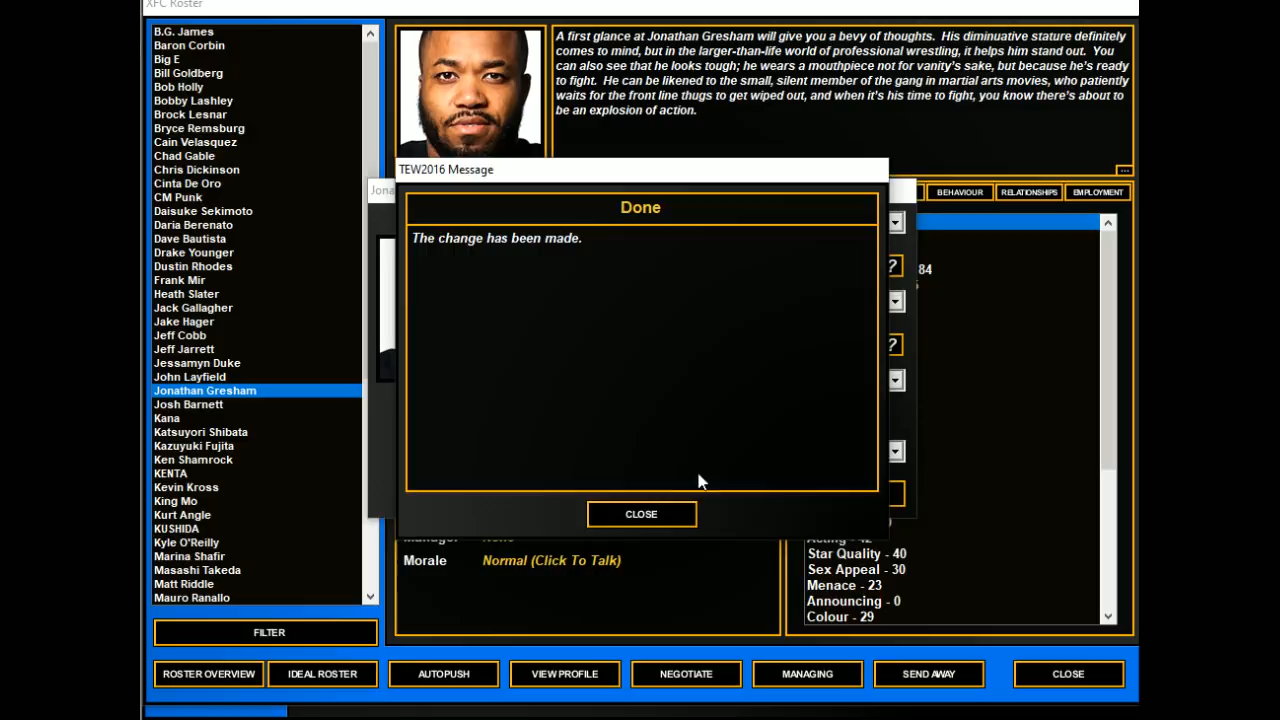 XFC Roster
B.G. James
Baron Corbin
Big E
Bill Goldberg
Bob Holly
Bobby Lashley
Brock Lesnar
Bryce Remsburg
Cain Velasquez
Chad Gable
Chris Dickinson
Cinta De Oro
CM Punk
Daisuke Sekimoto
Daria Berenato
Dave Bautista
Drake Younger
Dustin Rhodes
Frank Mir
Heath Slater
Jack Gallagher
Jake Hager
Jeff Cobb
Jeff Jarrett
Jessamyn Duke
John Layfield
Jonathan Gresham
Josh Barnett
Kana
Katsuyori Shibata
Kazuyuki Fujita
Ken Shamrock
KENTA
Kevin Kross
King Mo
Kurt Angle
KUSHIDA
Kyle O'Reilly
Marina Shafir
Masashi Takeda
Matt Riddle
Mauro Ranallo
A first glance at Jonathan Gresham will give you a bevy of thoughts. His diminuative stature definitely
comes to mind, but in the larger-than-life world of professional wrestling, it helps him stand out. You
can also see that he looks tough; he wears a mouthpiece not for vanity's sake, but because he's ready
to fight. He can be likened to the small, silent member of the gang in martial arts movies, who patiently
waits for the front line thugs to get wiped out, and when it's his time to fight, you know there's about to
be an explosion of action.
...
BEHAVIOUR
RELATIONSHIPS
EMPLOYMENT
Jona
TEW2016 Message
Done
The change has been made.
CLOSE
?
84
?
Morale
Normal (Click To Talk)
Star Quality - 40
Sex Appeal - 30
Menace - 23
Announcing - 0
Colour - 29
FILTER
ROSTER OVERVIEW
IDEAL ROSTER
AUTOPUSH
VIEW PROFILE
NEGOTIATE
MANAGING
SEND AWAY
CLOSE